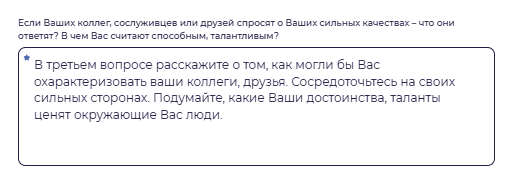 Если Ваших коллег, сослуживцев или друзей спросят о Ваших сильных качествах – что они
ответят? В чем Вас считают способным, талантливым?
* В третьем вопросе расскажите о том, как могли бы Вас
охарактеризовать ваши коллеги, друзья. Сосредоточьтесь на своих
сильных сторонах. Подумайте, какие Ваши достоинства, таланты
ценят окружающие Вас люди.